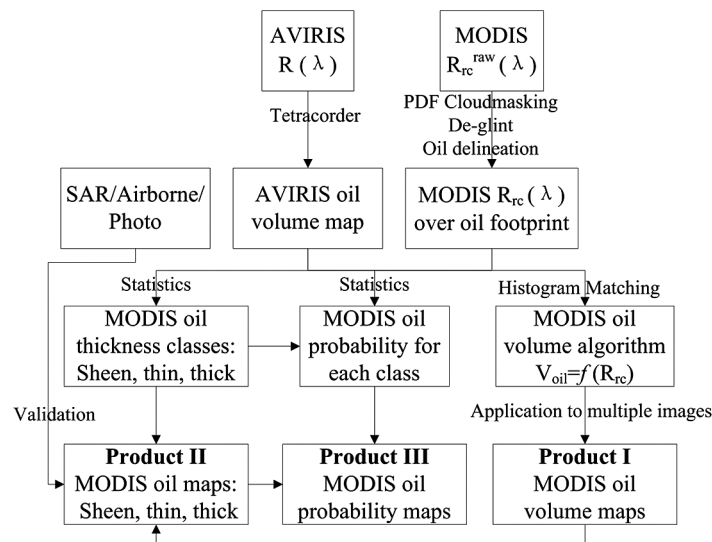 AVIRIS
R (λ)
MODIS
Rrcraw (λ)
Tetracorder
PDF Cloudmasking
De-glint
Oil delineation
SAR/Airborne/
Photo
AVIRIS oil
volume map
MODIS Rrc (λ)
over oil footprint
Statistics
Statistics
Histogram Matching
MODIS oil
thickness classes:
Sheen, thin, thick
MODIS oil
probability for
each class
MODIS oil
volume algorithm
Voil=f(Rrc)
Validation
Application to multiple images
Product II
MODIS oil maps:
Sheen, thin, thick
Product III
MODIS oil
probability maps
Product I
MODIS oil
volume maps